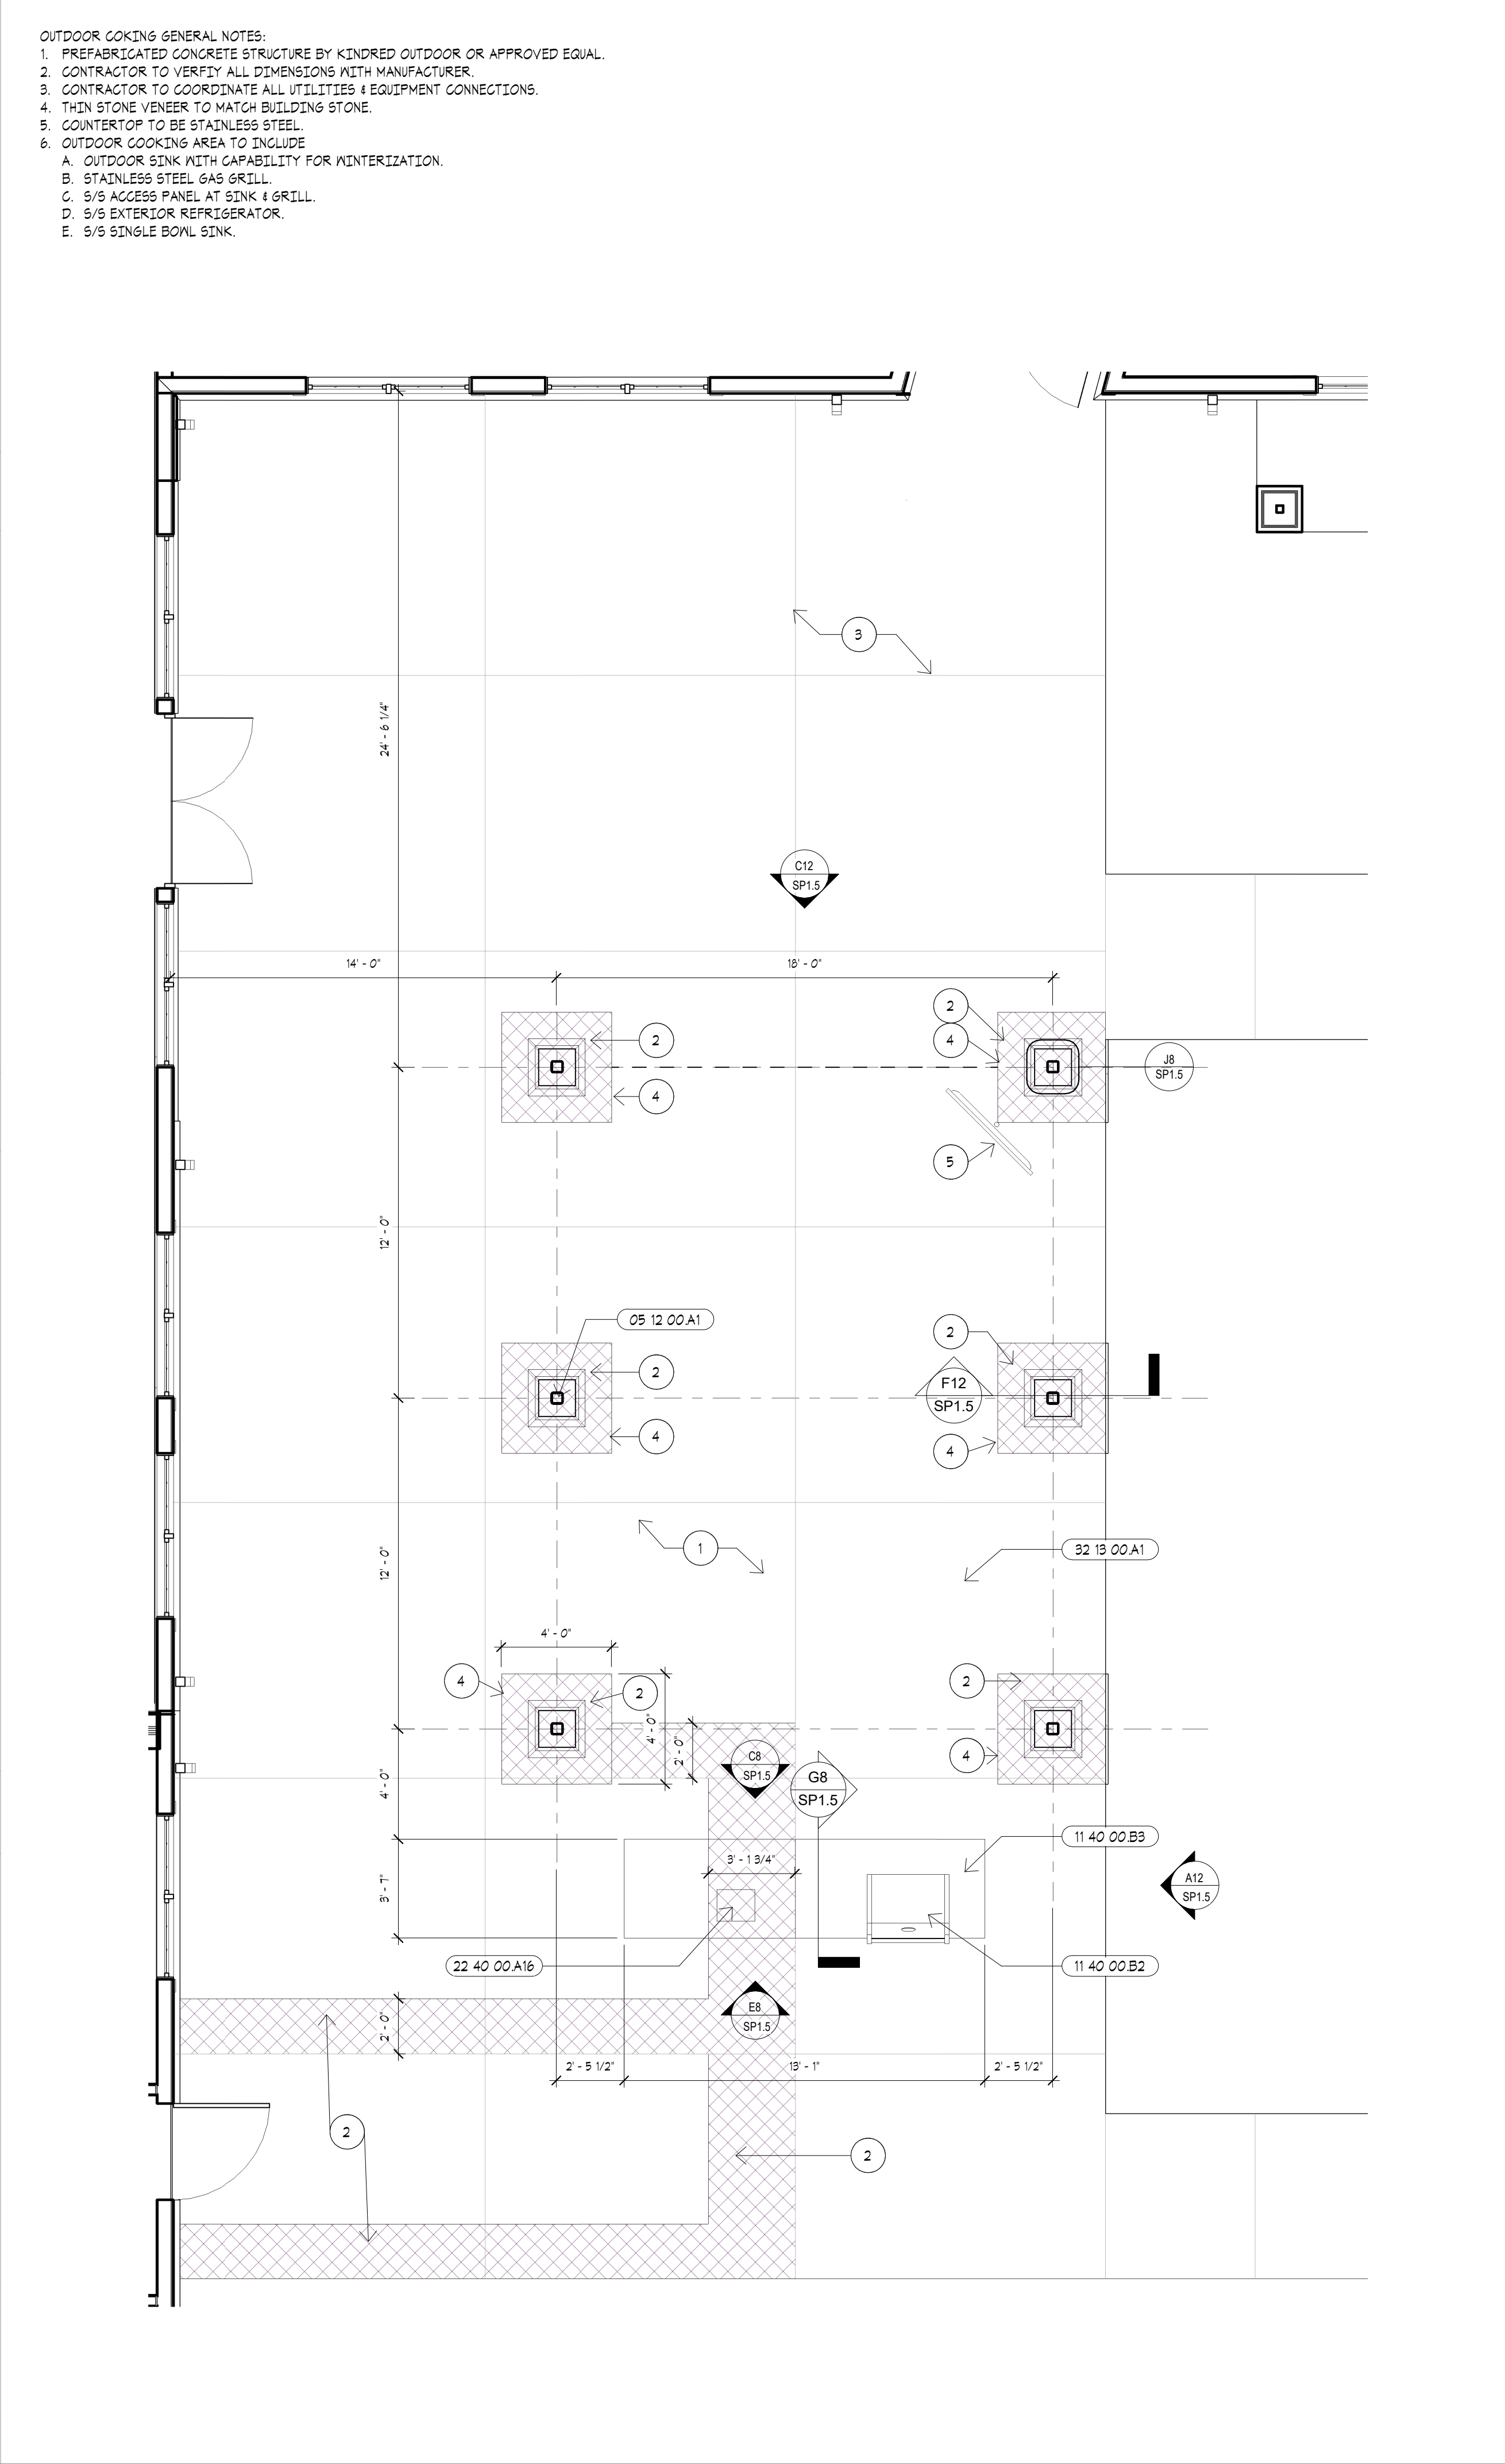 OUTDOOR COKING GENERAL NOTES:
1. PREFABRICATED CONCRETE STRUCTURE BY KINDRED OUTDOOR OR APPROVED EQUAL.
2. CONTRACTOR TO VERFIY ALL DIMENSIONS WITH MANUFACTURER.
3. CONTRACTOR TO COORDINATE ALL UTILITIES & EQUIPMENT CONNECTIONS.
4. THIN STONE VENEER TO MATCH BUILDING STONE.
5. COUNTERTOP TO BE STAINLESS STEEL.
6. OUTDOOR COOKING AREA TO INCLUDE
A. OUTDOOR SINK WITH CAPABILITY FOR WINTERIZATION.
B. STAINLESS STEEL GAS GRILL.
C. S/S ACCESS PANEL AT SINK & GRILL.
D. S/S EXTERIOR REFRIGERATOR.
E. S/S SINGLE BOWL SINK.
3
24' - 6 1/4"
C12
SP1.5
14' - 0"
18' - 0"
2
2
4
4
J8
SP1.5
5
12' - 0"
05 12 00.A1
2
2
F12
SP1.5
4
4
1
32 13 00.A1
12' - 0"
4' - 0"
4
2
2
4' - 0"
2' - 0"
C8
SP1.5
4
G8
SP1.5
4' - 0"
11 40 00.B3
3' - 1 3/4"
A12
SP1.5
3' - 7"
22 40 00.A16
11 40 00.B2
E8
SP1.5
2' - 0"
2' - 5 1/2"
13' - 1"
2' - 5 1/2"
2
2